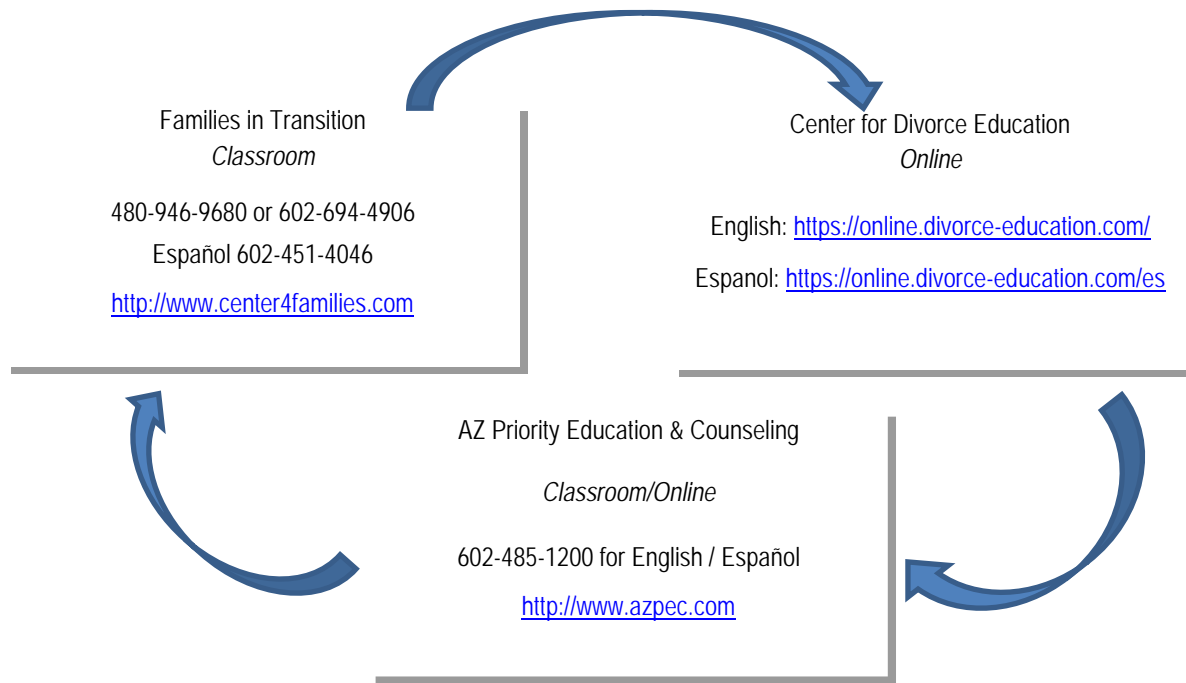 Families in Transition
Classroom
480-946-9680 or 602-694-4906
Español 602-451-4046
http://www.center4families.com
Center for Divorce Education
Online
English: https://online.divorce-education.com/
Espanol: https://online.divorce-education.com/es
AZ Priority Education & Counseling
Classroom/Online
602-485-1200 for English / Español
http://www.azpec.com